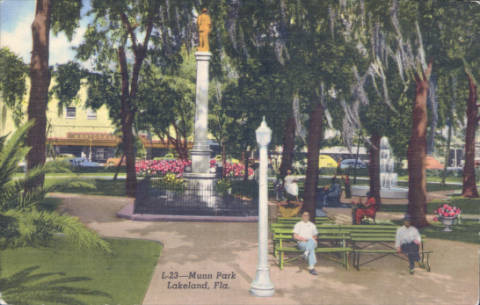 L-23—Munn Park
Lakeland, Fla.